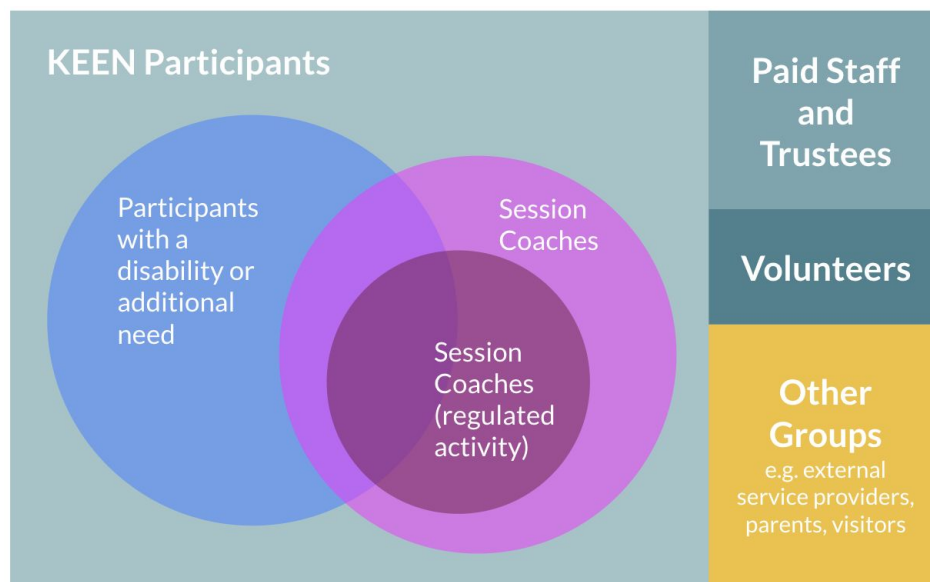 KEEN Participants
Participants
with a
disability or
additional
need
Session
Coaches
Session
Coaches
(regulated
activity)
Paid Staff
and
Trustees
Volunteers
Other
Groups
e.g. external
service providers,
parents, visitors